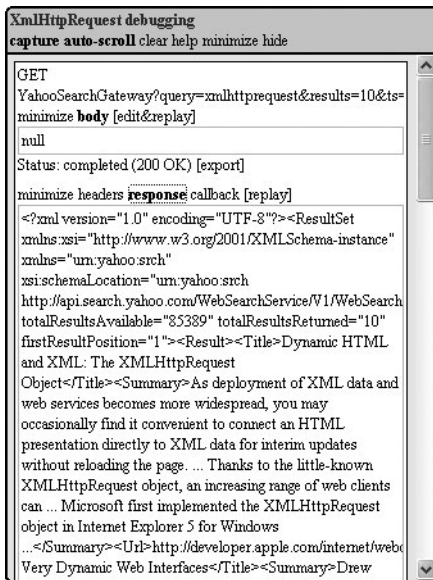 XmlHttpRequest debugging
capture auto-scroll clear help minimize hide
GET
YahooSearchGateway?query=xmlhttprequest&results=10&ts=
minimize body [edit&replay]
null
Status: completed (200 OK) [export]
minimize headers response callback [replay]
<?xml version="1.0" encoding="UTF-8"?><ResultSet
xmlns:xsi="http://www.w3.org/2001/XMLSchema-instance"
xmlns="urn:yahoo:srch"
xsi:schemaLocation="urn:yahoo:srch
http://api.search.yahoo.com/WebSearchService/V1/WebSearch
totalResultsAvailable="85389" totalResultsReturned="10"
firstResultPosition="1"><Result><Title>Dynamic HTML
and XML: The XMLHttpRequest
Object</Title><Summary>As deployment of XML data and
web services becomes more widespread, you may
occasionally find it convenient to connect an HTML
presentation directly to XML data for interim updates
without reloading the page. ... Thanks to the little-known
XMLHttpRequest object, an increasing range of web clients
can ... Microsoft first implemented the XMLHttpRequest
object in Internet Explorer 5 for Windows
...</Summary><Url>http://developer.apple.com/internet/webc
Very Dynamic Web Interfaces</Title><Summary>Drew